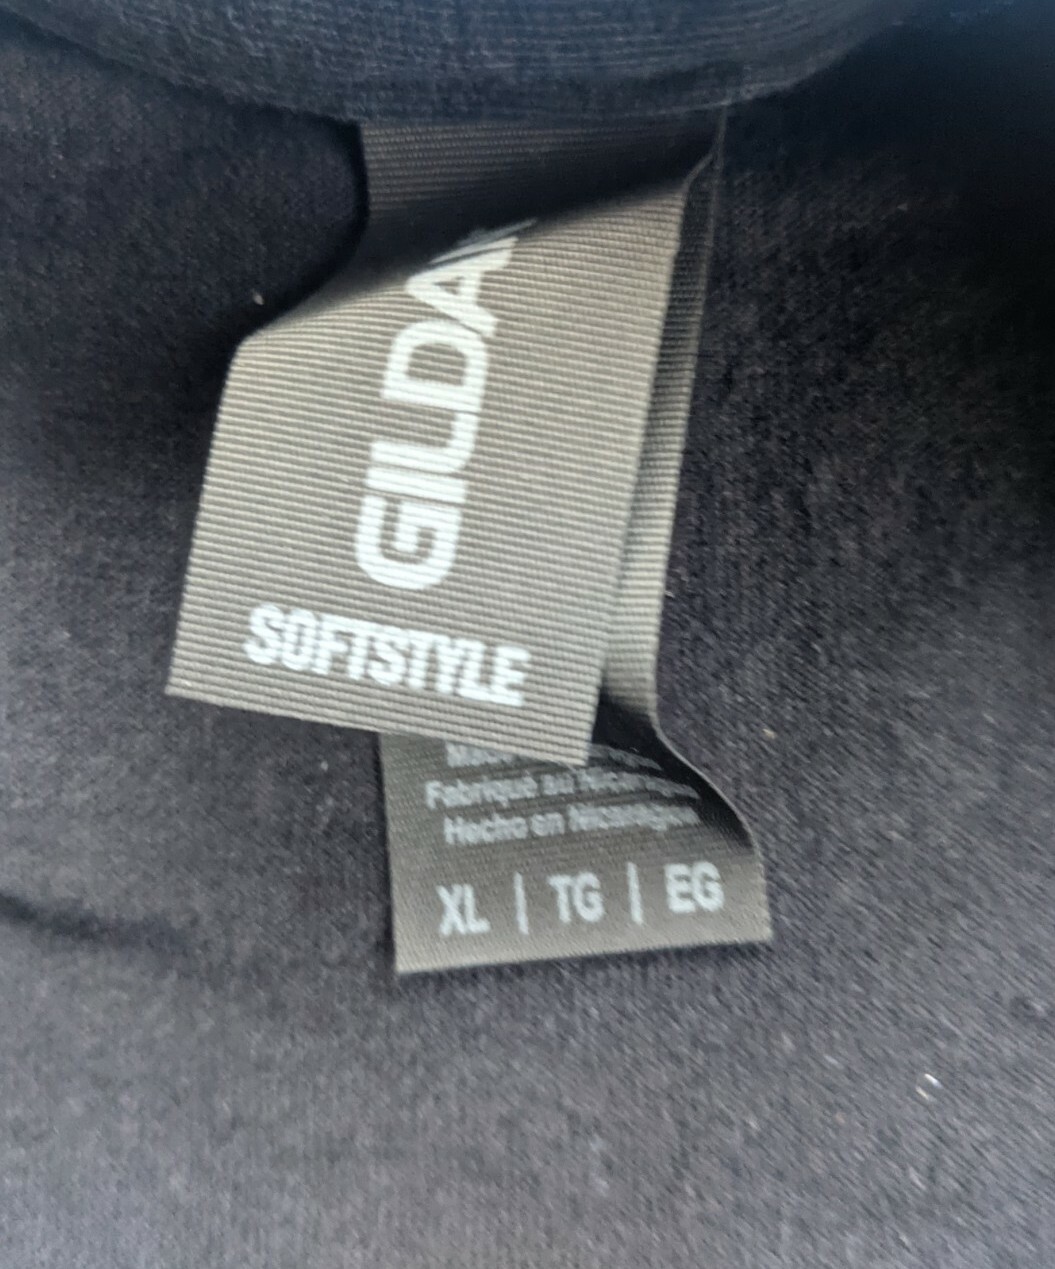 GILDA
SOFTSTYLE
Fabriqué au Nicaragua
Hecho en Nicaragua
XL | TG | EG